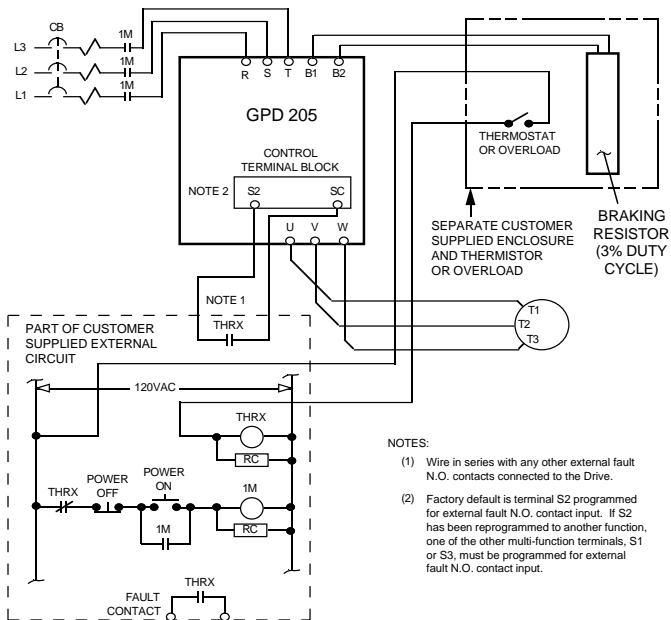 CB
1M
L3
1M
L2
1M
L1
R S T B1 B2
GPD 205
CONTROL
TERMINAL BLOCK
NOTE 2
S2 SC
U V W
THERMOSTAT
OR OVERLOAD
SEPARATE CUSTOMER
SUPPLIED ENCLOSURE
AND THERMISTOR
OR OVERLOAD
BRAKING
RESISTOR
(3% DUTY
CYCLE)
NOTE 1
THRX
T1
T2
T3
PART OF CUSTOMER
SUPPLIED EXTERNAL
CIRCUIT
120VAC
THRX
RC
THRX
POWER
OFF
POWER
ON
1M
1M
RC
FAULT
CONTACT
THRX
NOTES:
(1) Wire in series with any other external fault
N.O. contacts connected to the Drive.
(2) Factory default is terminal S2 programmed
for external fault N.O. contact input. If S2
has been reprogrammed to another function,
one of the other multi-function terminals, S1
or S3, must be programmed for external
fault N.O. contact input.